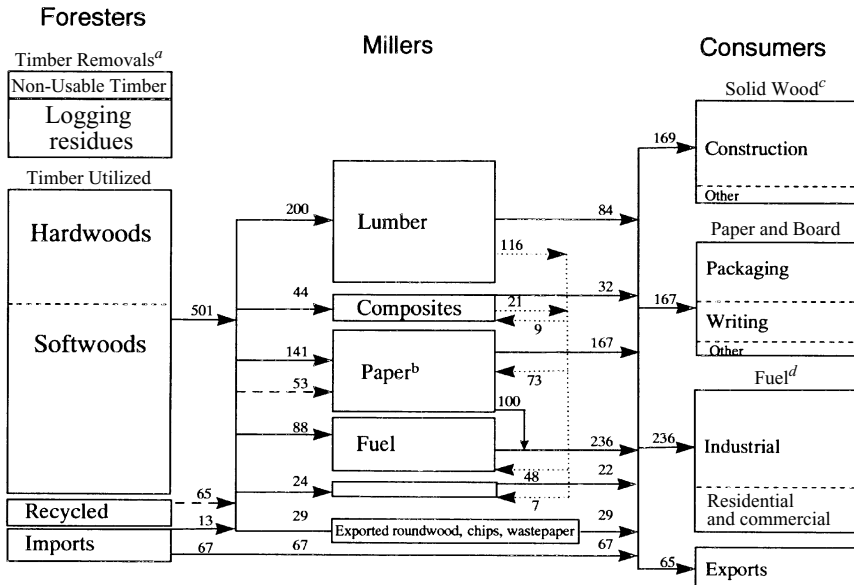 Foresters
Millers
Consumers
Timber Removals^a
Non-Usable Timber
Logging
residues
Timber Utilized
Hardwoods
Softwoods
501
Recycled
65
13
Imports
67
200
44
141
53
88
24
29
67
Lumber
116
Composites
21
9
Paper^b
73
100
Fuel
48
7
Exported roundwood, chips, wastepaper
84
32
167
236
22
29
67
Solid Wood^c
169
Construction
Other
Paper and Board
Packaging
167
Writing
Other
Fuel^d
236
Industrial
Residential
and commercial
65
Exports